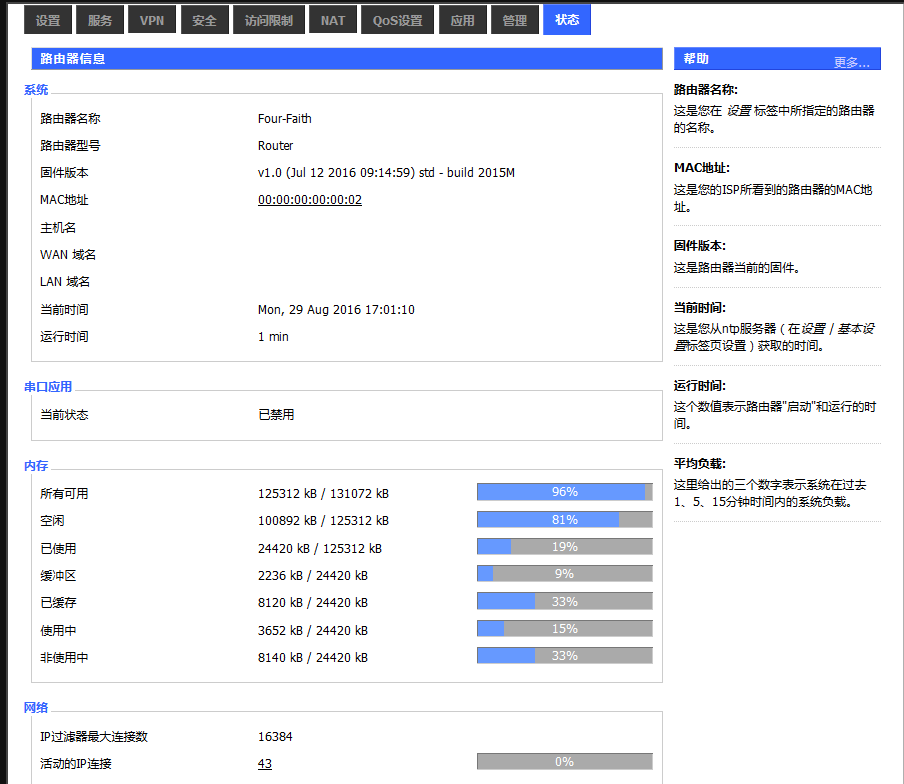 设置 服务 VPN 安全 访问限制 NAT QoS设置 应用 管理 状态
路由器信息
系统
路由器名称 Four-Faith
路由器型号 Router
固件版本 v1.0 (Jul 12 2016 09:14:59) std - build 2015M
MAC地址 00:00:00:00:00:02
主机名
WAN 域名
LAN 域名
当前时间 Mon, 29 Aug 2016 17:01:10
运行时间 1 min
串口应用
当前状态 已禁用
内存
所有可用 125312 kB / 131072 kB 96%
空闲 100892 kB / 125312 kB 81%
已使用 24420 kB / 125312 kB 19%
缓冲区 2236 kB / 24420 kB 9%
已缓存 8120 kB / 24420 kB 33%
使用中 3652 kB / 24420 kB 15%
非使用中 8140 kB / 24420 kB 33%
网络
IP过滤器最大连接数 16384
活动的IP连接 43 0%
帮助 更多...
路由器名称:
这是您在 设置 标签中所指定的路由器
的名称。
MAC地址:
这是您的ISP所看到的路由器的MAC地
址。
固件版本:
这是路由器当前的固件。
当前时间:
这是您从ntp服务器（在设置 / 基本设
置标签页设置）获取的时间。
运行时间:
这个数值表示路由器"启动"和运行的时
间。
平均负载:
这里给出的三个数字表示系统在过去
1、5、15分钟时间内的系统负载。